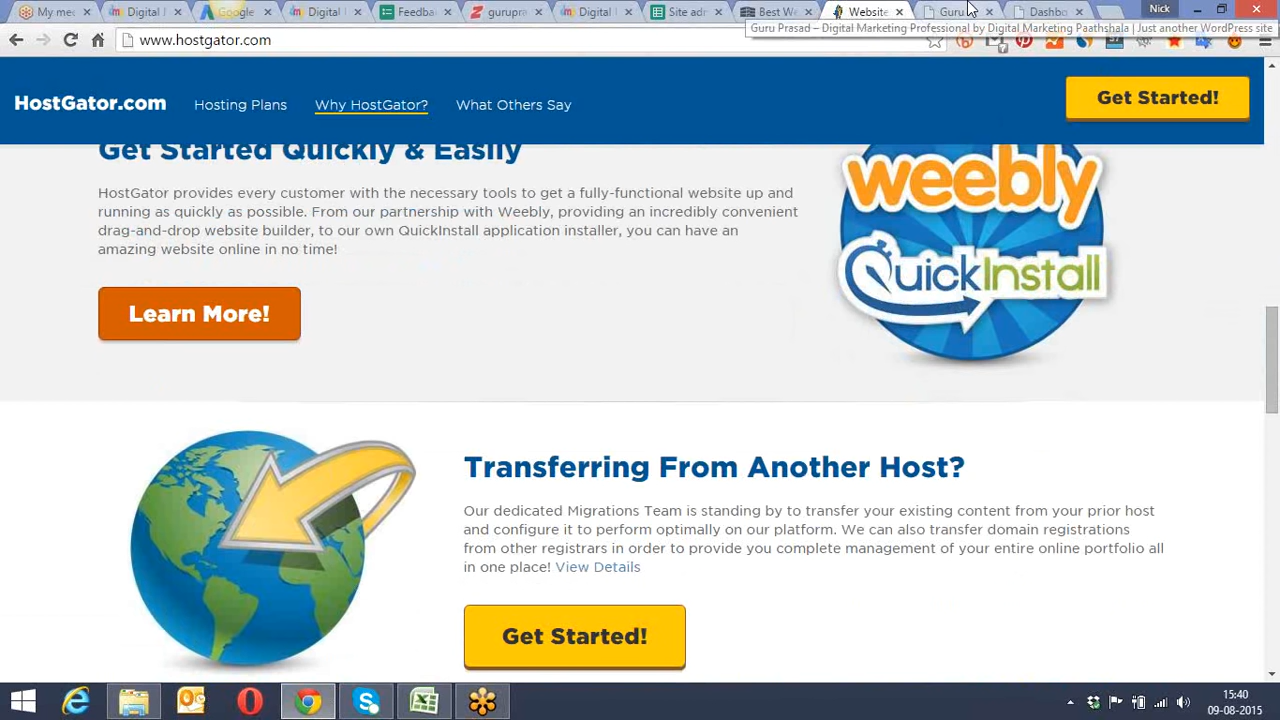 My me
Digital
Google
Digital
Feedba
gurupra
Digital
Site adr
Best We
Website
Guru
Dashbo
Nick
www.hostgator.com
Guru Prasad – Digital Marketing Professional by Digital Marketing Paathshala | Just another WordPress site
HostGator.com
Hosting Plans
Why HostGator?
What Others Say
Get Started!
Get Started Quickly & Easily
HostGator provides every customer with the necessary tools to get a fully-functional website up and
running as quickly as possible. From our partnership with Weebly, providing an incredibly convenient
drag-and-drop website builder, to our own QuickInstall application installer, you can have an
amazing website online in no time!
Learn More!
weebly
QuickInstall
Transferring From Another Host?
Our dedicated Migrations Team is standing by to transfer your existing content from your prior host
and configure it to perform optimally on our platform. We can also transfer domain registrations
from other registrars in order to provide you complete management of your entire online portfolio all
in one place! View Details
Get Started!
15:40
09-08-2015